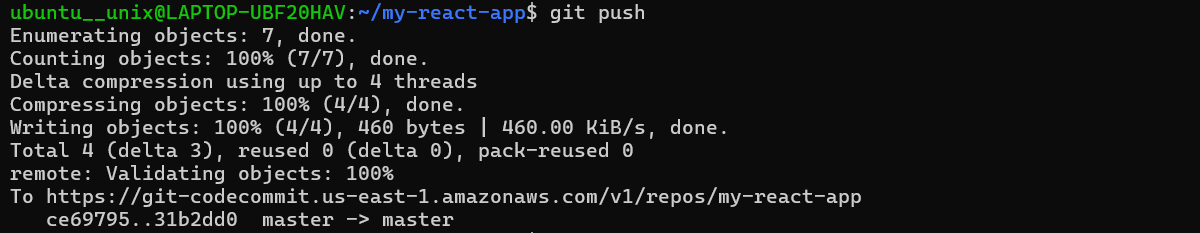 ubuntu__unix@LAPTOP-UBF20HAV:~/my-react-app$ git push
Enumerating objects: 7, done.
Counting objects: 100% (7/7), done.
Delta compression using up to 4 threads
Compressing objects: 100% (4/4), done.
Writing objects: 100% (4/4), 460 bytes | 460.00 KiB/s, done.
Total 4 (delta 3), reused 0 (delta 0), pack-reused 0
remote: Validating objects: 100%
To https://git-codecommit.us-east-1.amazonaws.com/v1/repos/my-react-app
   ce69795..31b2dd0  master -> master